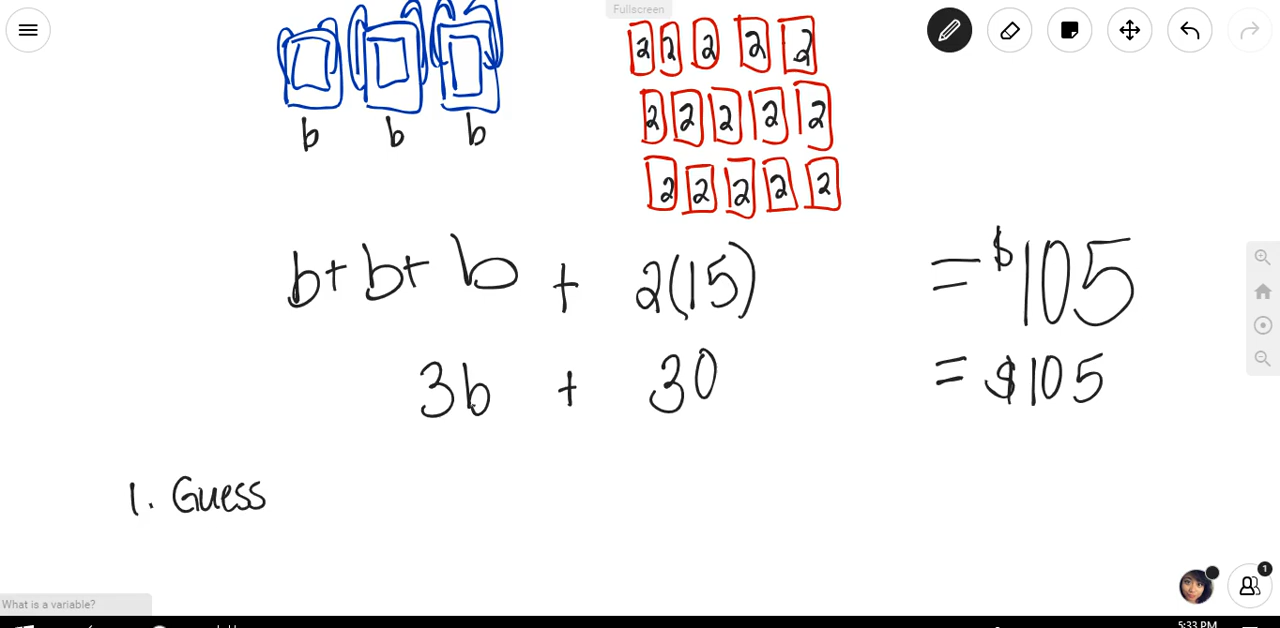 Fullscreen
2 2 2 2 2
b b b
2 2 2 2 2
2 2 2 2 2
b+ b+ b + 2(15) = $105
3b + 30 = $105
1. Guess
1
What is a variable?
5:33 PM